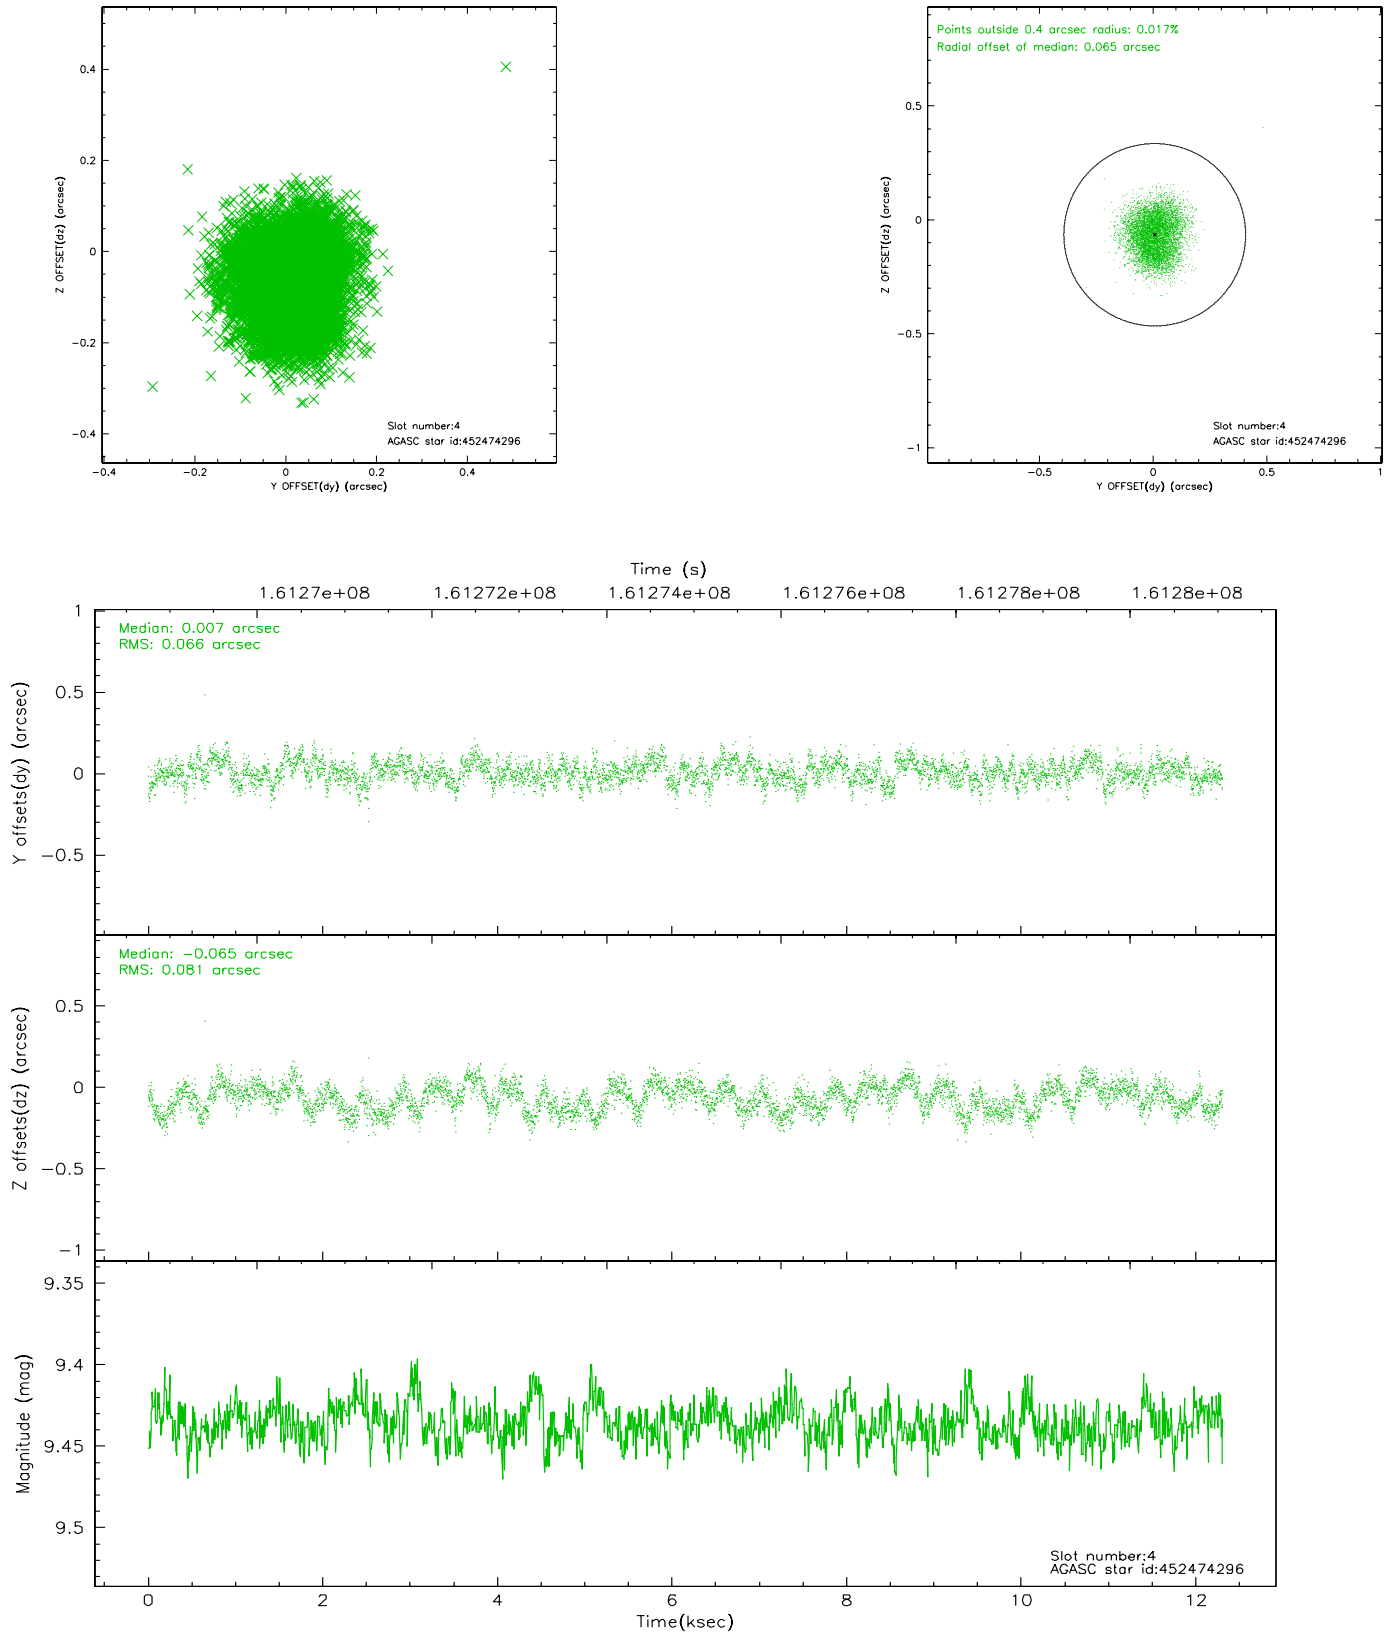 0.4
0.2
0
−0.2
−0.4
Z OFFSET(dz) (arcsec)
Slot number:4
AGASC star id:452474296
−0.4 −0.2 0 0.2 0.4
Y OFFSET(dy) (arcsec)
Points outside 0.4 arcsec radius: 0.017%
Radial offset of median: 0.065 arcsec
0.5
0
−0.5
−1
Z OFFSET(dz) (arcsec)
Slot number:4
AGASC star id:452474296
−0.5 0 0.5 1
Y OFFSET(dy) (arcsec)
Time (s)
1.6127e+08 1.61272e+08 1.61274e+08 1.61276e+08 1.61278e+08 1.6128e+08
Median: 0.007 arcsec
RMS: 0.066 arcsec
1
0.5
0
−0.5
Y offsets(dy) (arcsec)
Median: −0.065 arcsec
RMS: 0.081 arcsec
0.5
0
−0.5
−1
Z offsets(dz) (arcsec)
9.35
9.4
9.45
9.5
Magnitude (mag)
Slot number:4
AGASC star id:452474296
0 2 4 6 8 10 12
Time(ksec)